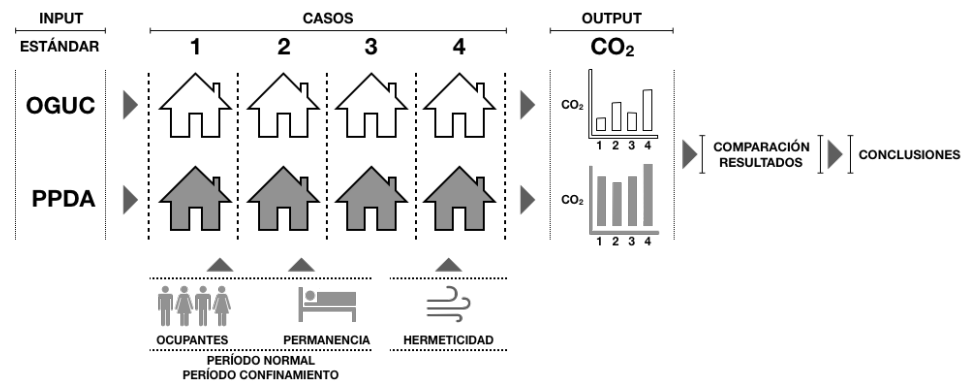 INPUT
CASOS
OUTPUT
ESTÁNDAR
1 2 3 4
CO₂
OGUC
CO₂
1 2 3 4
COMPARACIÓN
RESULTADOS
CONCLUSIONES
PPDA
CO₂
1 2 3 4
OCUPANTES
PERMANENCIA
HERMETICIDAD
PERÍODO NORMAL
PERÍODO CONFINAMIENTO